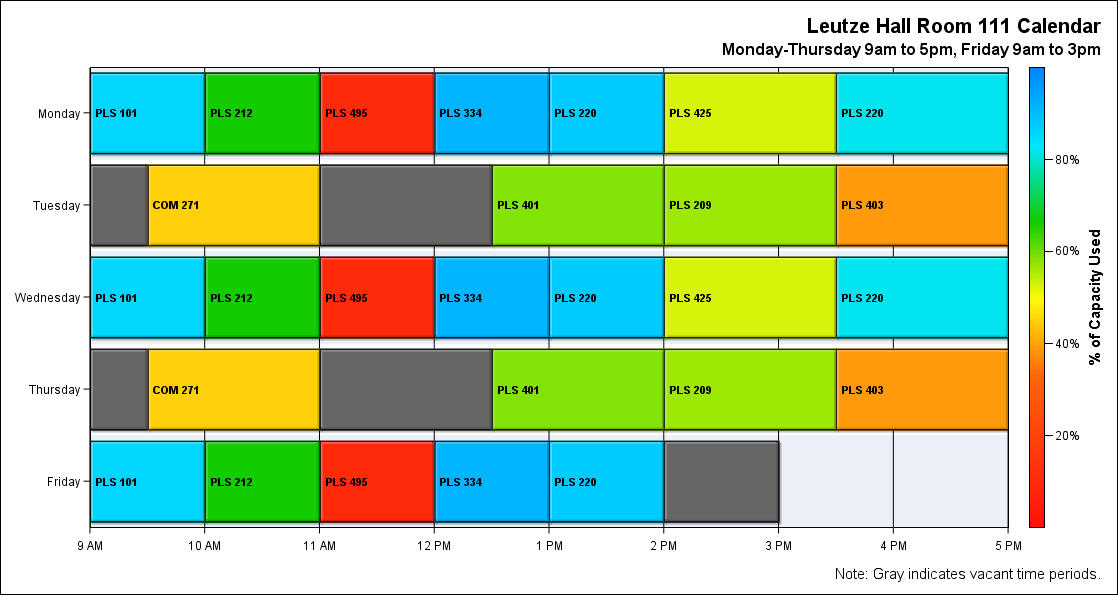 Leutze Hall Room 111 Calendar
Monday-Thursday 9am to 5pm, Friday 9am to 3pm
Monday
PLS 101
PLS 212
PLS 495
PLS 334
PLS 220
PLS 425
PLS 220
Tuesday
COM 271
PLS 401
PLS 209
PLS 403
Wednesday
PLS 101
PLS 212
PLS 495
PLS 334
PLS 220
PLS 425
PLS 220
Thursday
COM 271
PLS 401
PLS 209
PLS 403
Friday
PLS 101
PLS 212
PLS 495
PLS 334
PLS 220
9 AM
10 AM
11 AM
12 PM
1 PM
2 PM
3 PM
4 PM
5 PM
80%
60%
40%
20%
% of Capacity Used
Note: Gray indicates vacant time periods.